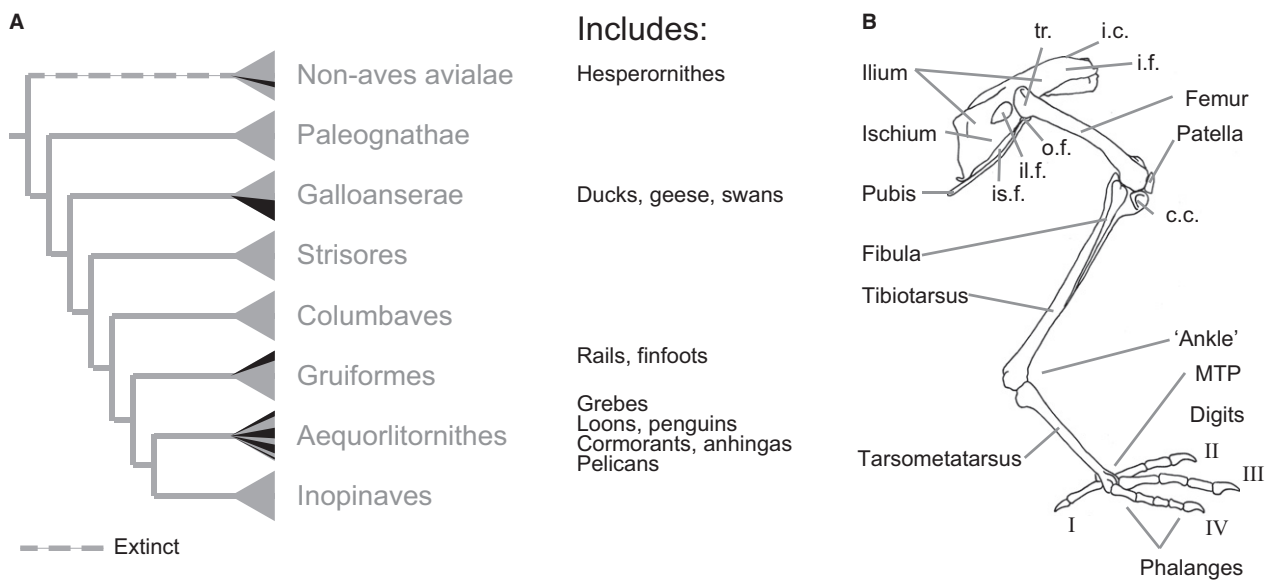 A
Includes:
Non-aves avialae
Hesperornithes
Paleognathae
Galloanserae
Ducks, geese, swans
Strisores
Columbaves
Rails, finfoots
Gruiformes
Grebes
Loons, penguins
Aequorlitornithes
Cormorants, anhingas
Pelicans
Inopinaves
Extinct
B
tr.
i.c.
Ilium
i.f.
Femur
Ischium
Patella
o.f.
il.f.
is.f.
Pubis
c.c.
Fibula
Tibiotarsus
'Ankle'
MTP
Digits
Tarsometatarsus
II
III
I
IV
Phalanges